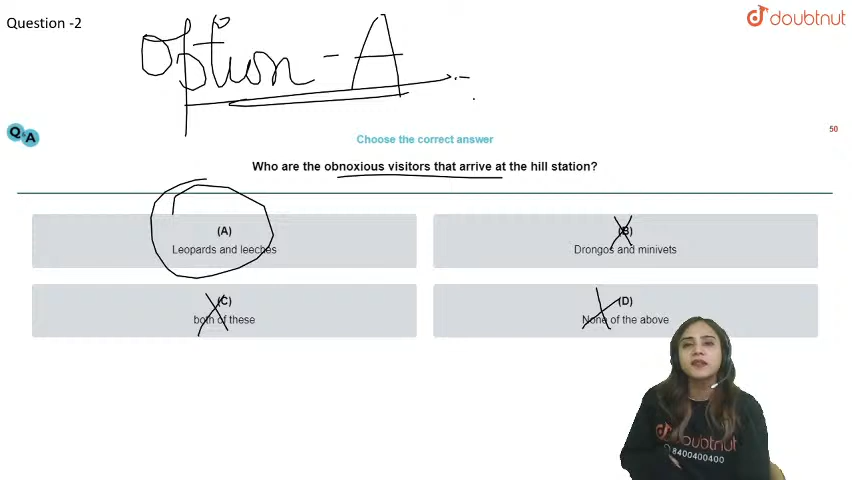 Question -2
doubtnut
Option - A
Q A
50
Choose the correct answer
Who are the obnoxious visitors that arrive at the hill station?
(A)
Leopards and leeches
(B)
Drongos and minivets
(C)
both of these
(D)
None of the above
doubtnut
8400400400